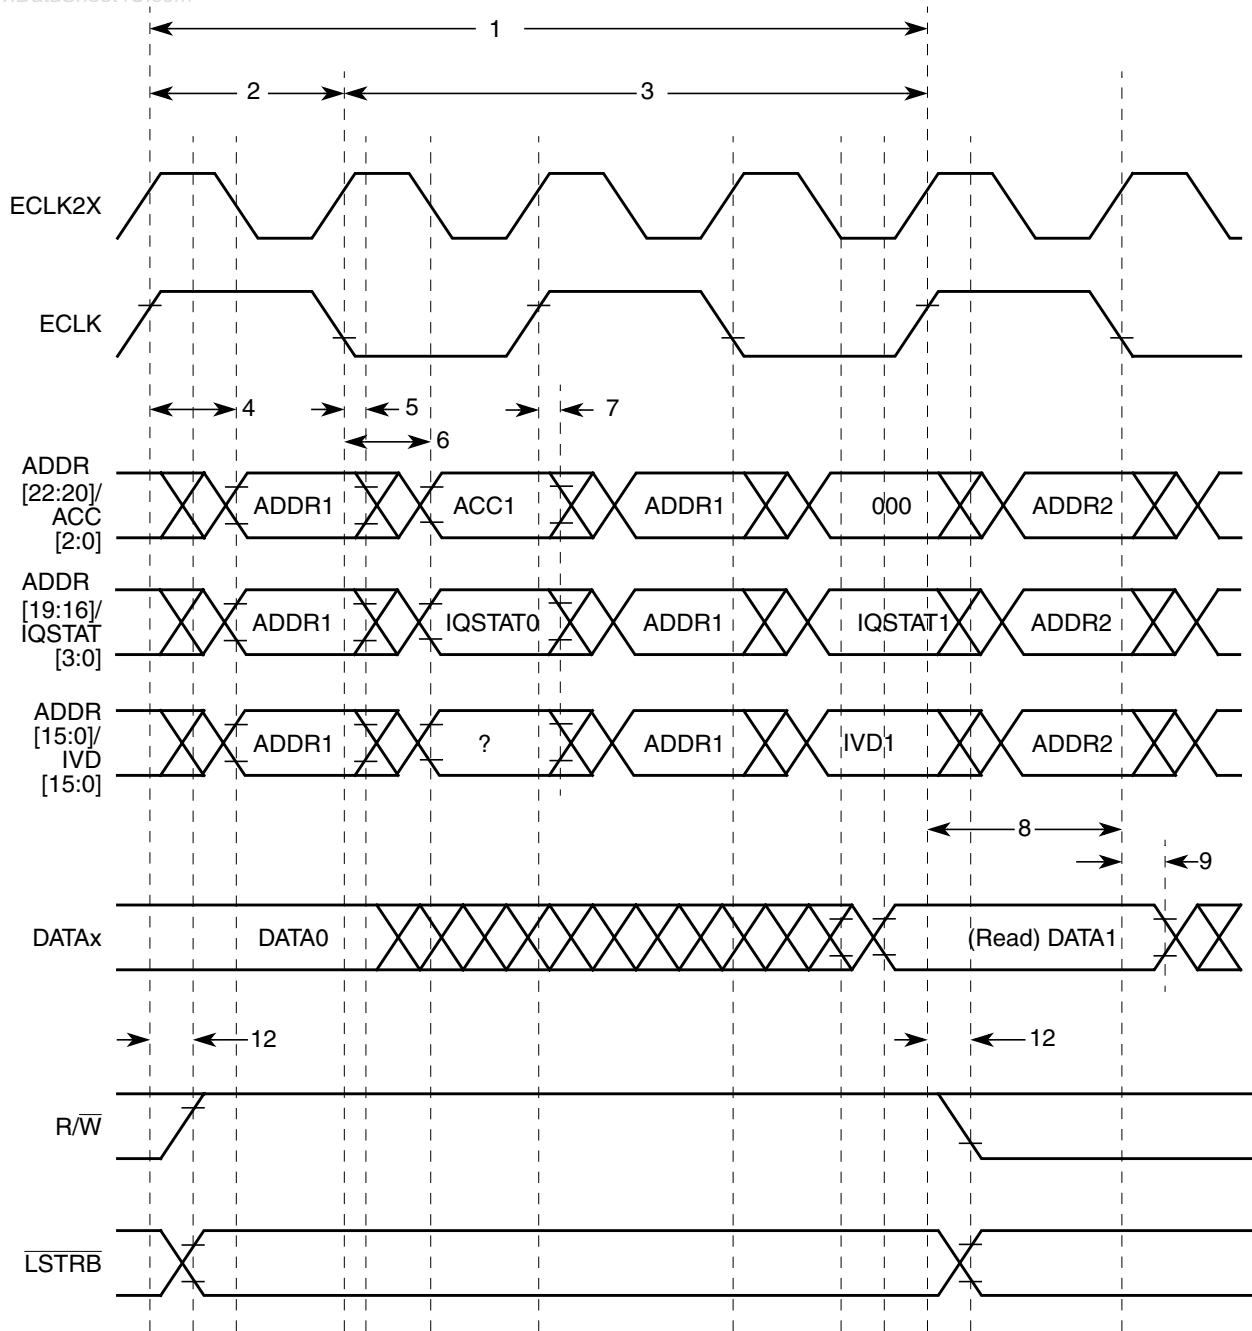 1
2
3
ECLK2X
ECLK
4
5
7
6
ADDR
[22:20]/
ACC
[2:0]
ADDR1
ACC1
ADDR1
000
ADDR2
ADDR
[19:16]/
IQSTAT
[3:0]
ADDR1
IQSTAT0
ADDR1
IQSTAT1
ADDR2
ADDR
[15:0]/
IVD
[15:0]
ADDR1
?
ADDR1
IVD1
ADDR2
8
9
DATAx
DATA0
(Read) DATA1
12
12
R/W̅
L̅S̅T̅R̅B̅